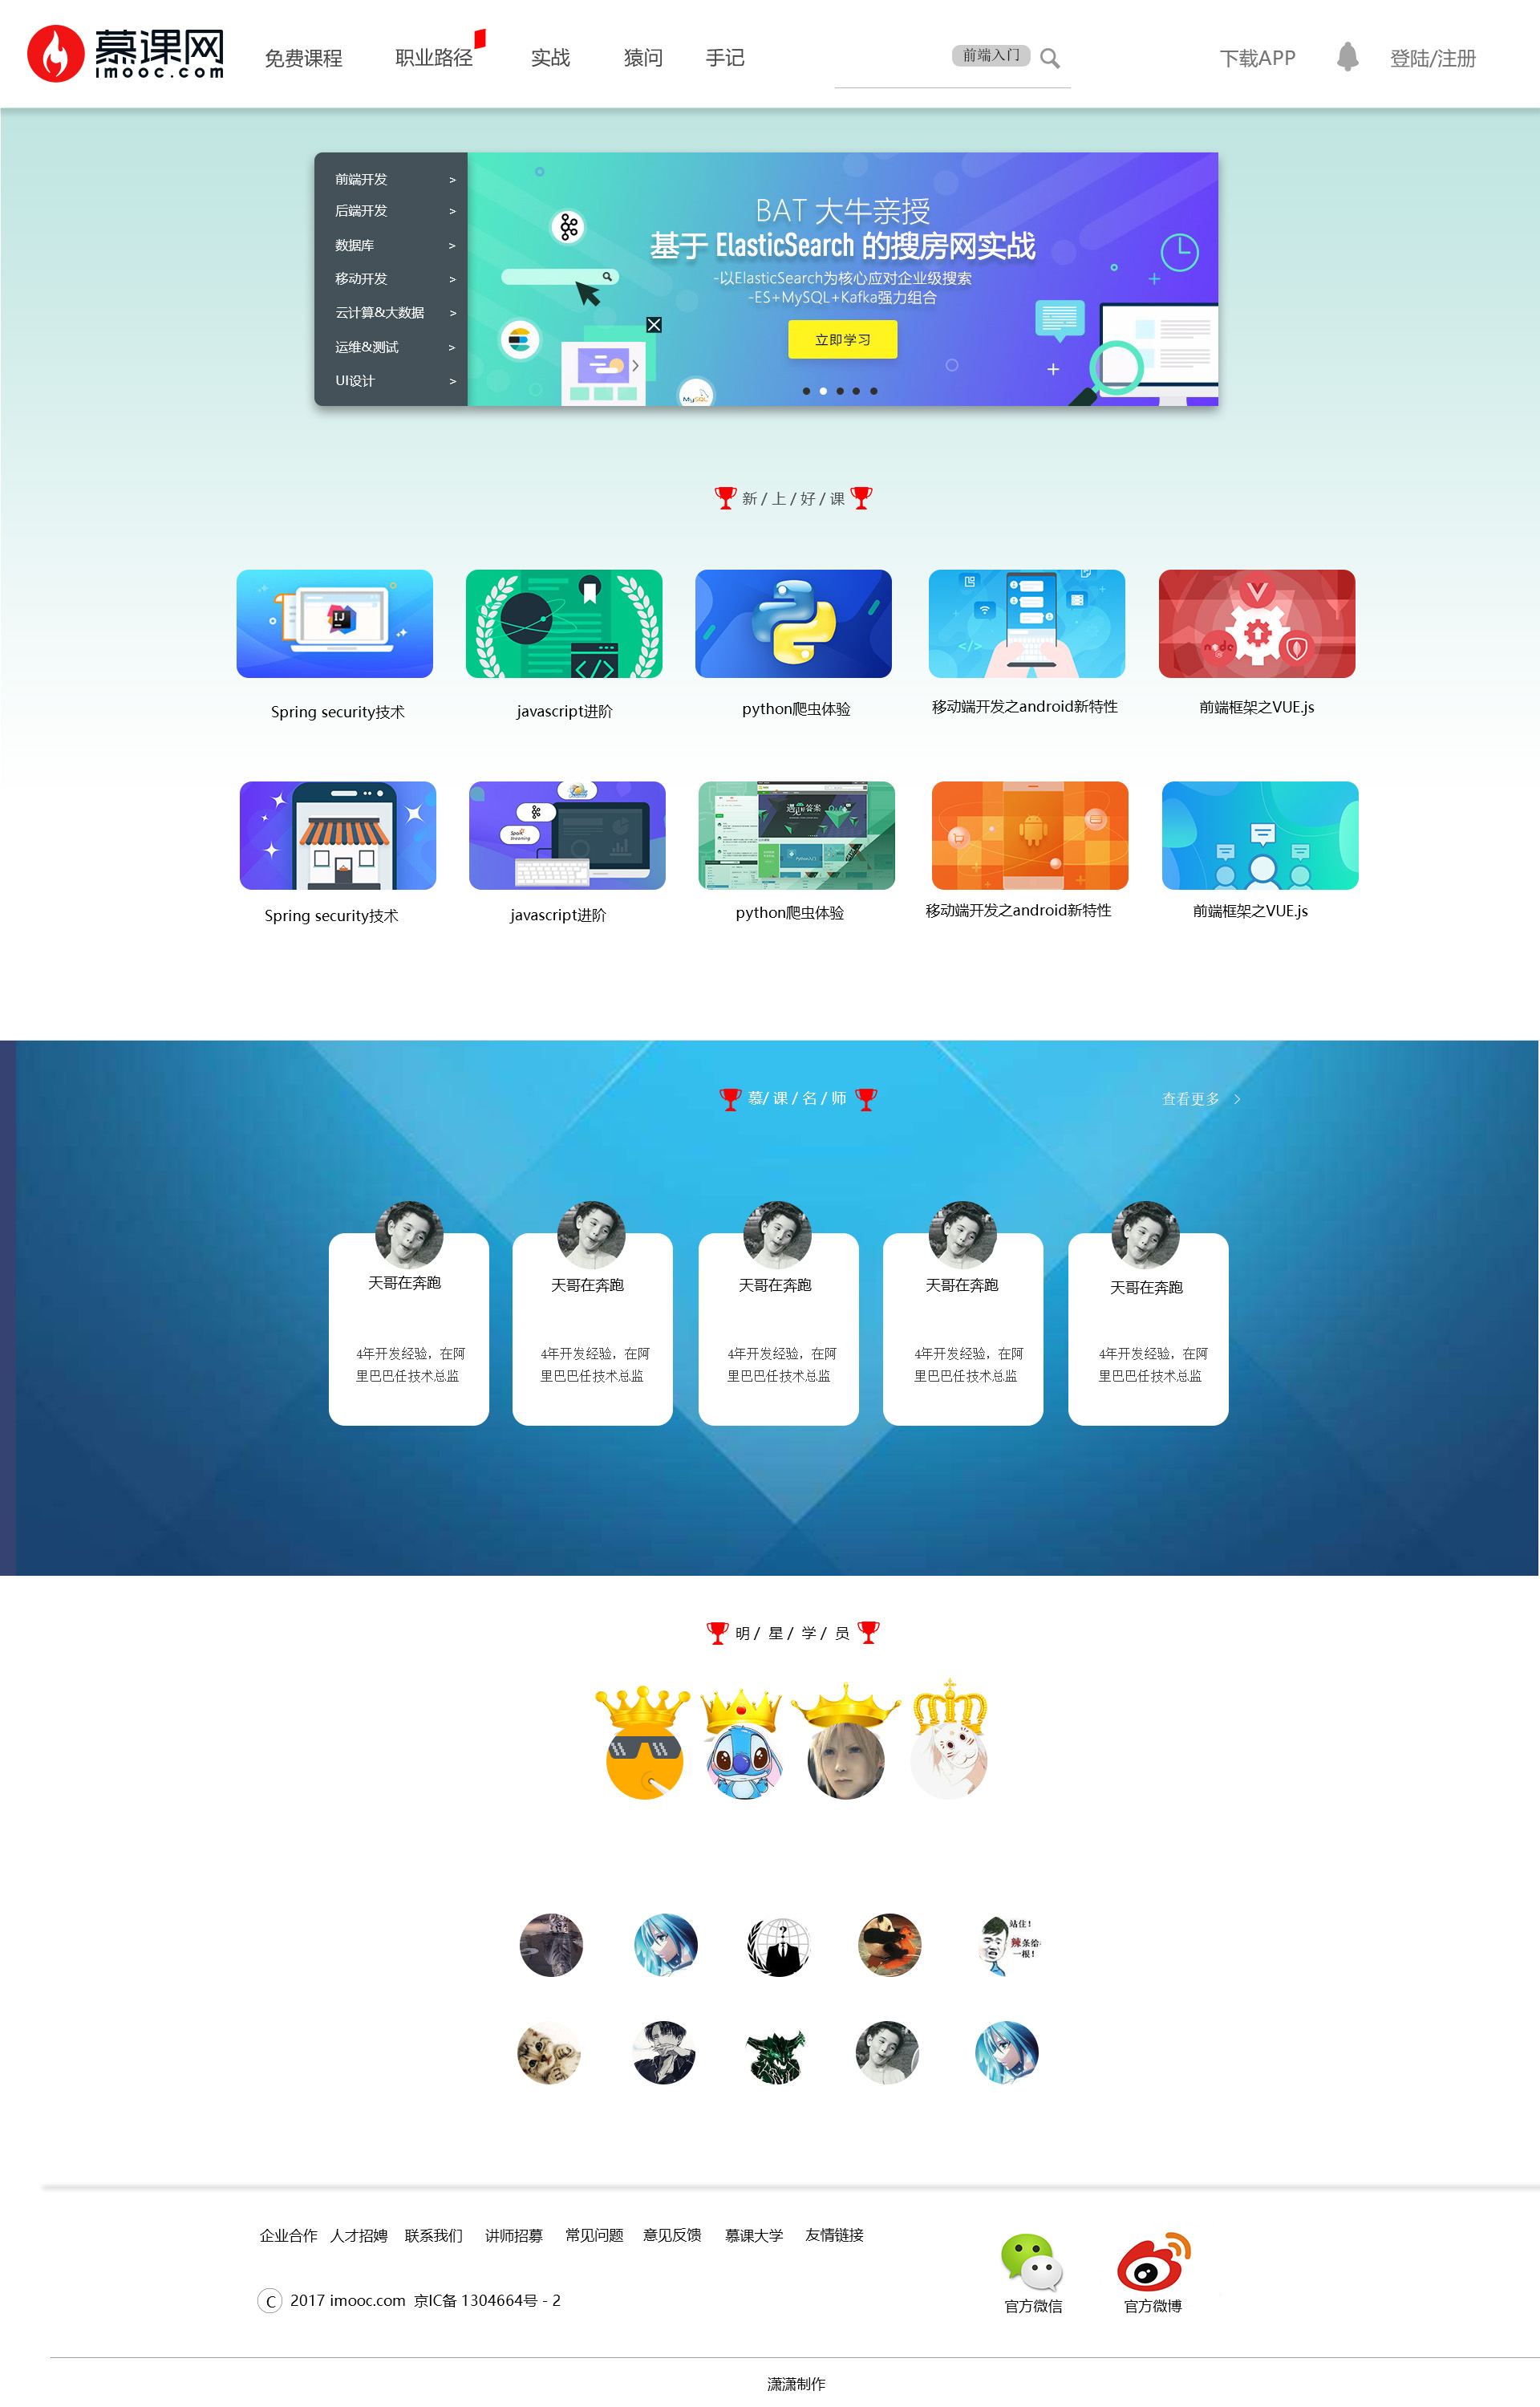 慕课网
imooc.com
免费课程 职业路径 实战 猿问 手记 前端入门 下载APP 登陆/注册
前端开发 >
后端开发 >
数据库 >
移动开发 >
云计算&大数据 >
运维&测试 >
UI设计 >
BAT 大牛亲授
基于 ElasticSearch 的搜房网实战
-以ElasticSearch为核心应对企业级搜索
-ES+MySQL+Kafka强力组合
立即学习
MySQL
新 / 上 / 好 / 课
IJ
node
Spring security技术 javascript进阶 python爬虫体验 移动端开发之android新特性 前端框架之VUE.js
Spark
Streaming
遇见答案
Spring security技术 javascript进阶 python爬虫体验 移动端开发之android新特性 前端框架之VUE.js
慕/ 课 / 名 / 师 查看更多 >
天哥在奔跑 天哥在奔跑 天哥在奔跑 天哥在奔跑 天哥在奔跑
4年开发经验，在阿 4年开发经验，在阿 4年开发经验，在阿 4年开发经验，在阿 4年开发经验，在阿
里巴巴任技术总监 里巴巴任技术总监 里巴巴任技术总监 里巴巴任技术总监 里巴巴任技术总监
明 / 星 / 学 / 员
?
站住！
辣条给
一根！
企业合作 人才招娉 联系我们 讲师招募 常见问题 意见反馈 慕课大学 友情链接
C 2017 imooc.com 京IC备 1304664号 - 2
官方微信 官方微博
潇潇制作